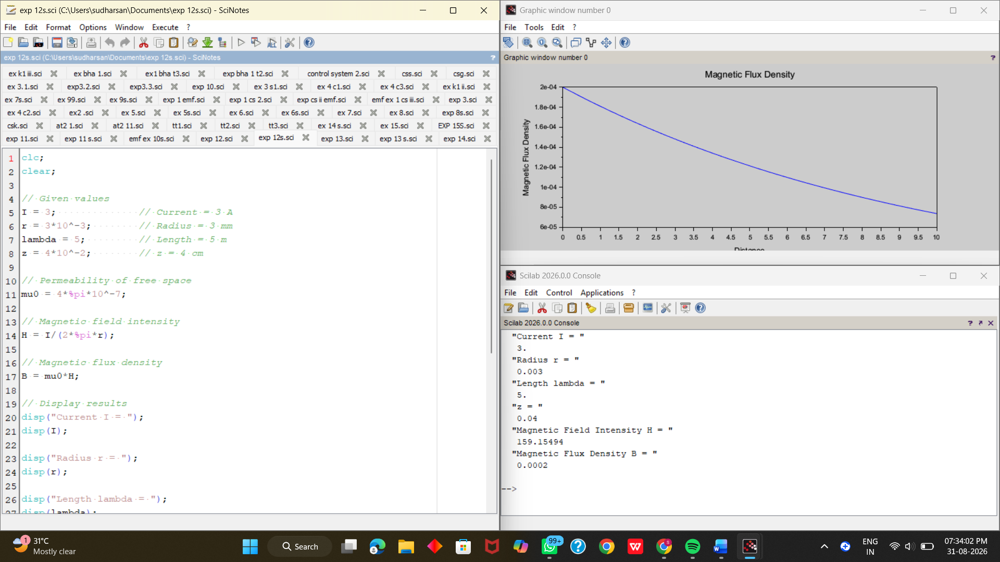 exp 12s.sci (C:\Users\sudharsan\Documents\exp 12s.sci) - SciNotes
File Edit Format Options Window Execute ?
exp 12s.sci (C:\Users\sudharsan\Documents\exp 12s.sci) - SciNotes ?
ex k1 iii.sci ex bha 1.sci ex1 bha t3.sci exp bha 1 t2.sci control system 2.sci css.sci csg.sci
ex 3.1.sci exp3.2.sci exp3.3.sci exp 10.sci ex 3 s1.sci ex 4 c1.sci ex 4 c3.sci ex k1 ii.sci
ex 7s.sci ex 99.sci ex 9s.sci exp 1 emf.sci exp 1 cs 2.sci exp cs ii emf.sci emf ex 1 cs iii.sci exp 3.sci
ex 4 c2.sci ex2 .sci ex 5.sci ex 5s.sci ex 6.sci ex 6s.sci ex 7.sci ex 8.sci exp 8s.sci
csk.sci at2 1.sci at2 11.sci tt1.sci tt2.sci tt3.sci ex 14 s.sci ex 15.sci EXP 15S.sci
exp 11.sci exp 11 s.sci emf ex 10s.sci exp 12.sci exp 12s.sci exp 13.sci exp 13 s.sci exp 14.sci
1 clc;
2 clear;
3
4 // Given values
5 I = 3; // Current = 3 A
6 r = 3*10^-3; // Radius = 3 mm
7 lambda = 5; // Length = 5 m
8 z = 4*10^-2; // z = 4 cm
9
10 // Permeability of free space
11 mu0 = 4*%pi*10^-7;
12
13 // Magnetic field intensity
14 H = I/(2*%pi*r);
15
16 // Magnetic flux density
17 B = mu0*H;
18
19 // Display results
20 disp("Current I = ");
21 disp(I);
22
23 disp("Radius r = ");
24 disp(r);
25
26 disp("Length lambda = ");
27 disp(lambda);
Graphic window number 0
File Tools Edit ?
Graphic window number 0 ?
Magnetic Flux Density
Magnetic Flux Density
2e-04
1.8e-04
1.6e-04
1.4e-04
1.2e-04
1e-04
8e-05
6e-05
0 0.5 1 1.5 2 2.5 3 3.5 4 4.5 5 5.5 6 6.5 7 7.5 8 8.5 9 9.5 10
Distance
Scilab 2026.0.0 Console
File Edit Control Applications ?
Scilab 2026.0.0 Console ?
"Current I = "
3.
"Radius r = "
0.003
"Length lambda = "
5.
"z = "
0.04
"Magnetic Field Intensity H = "
159.15494
"Magnetic Flux Density B = "
0.0002
-->
1
31°C
Mostly clear
Search
99+
W
W
S
ENG
IN
07:34:02 PM
31-08-2026